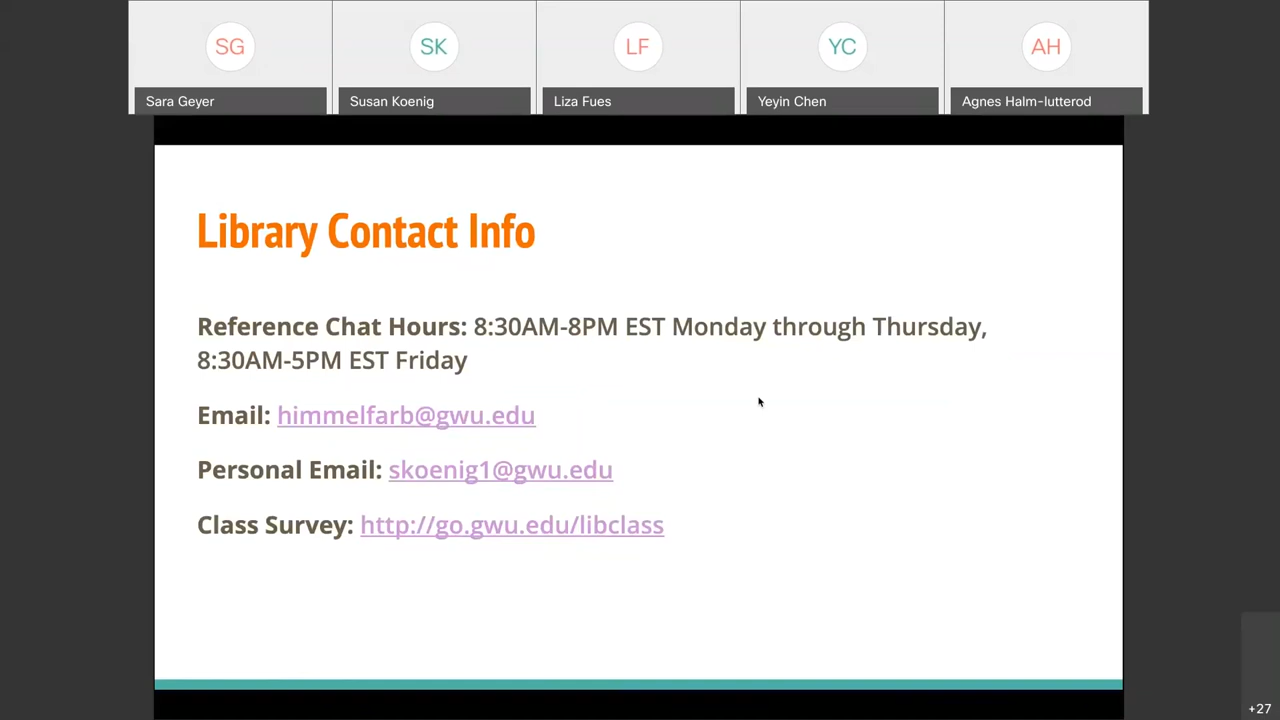 SG SK LF YC AH
Sara Geyer Susan Koenig Liza Fues Yeyin Chen Agnes Halm-lutterod
Library Contact Info
Reference Chat Hours: 8:30AM-8PM EST Monday through Thursday,
8:30AM-5PM EST Friday
Email: himmelfarb@gwu.edu
Personal Email: skoenig1@gwu.edu
Class Survey: http://go.gwu.edu/libclass
+27